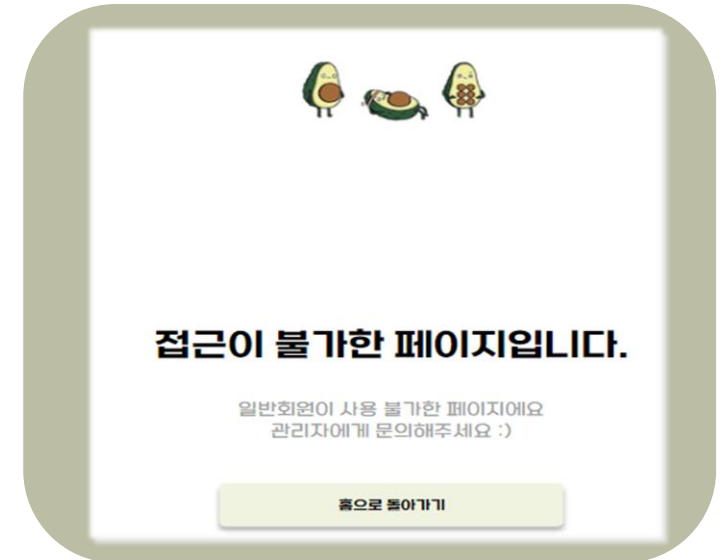 접근이 불가한 페이지입니다.
일반회원이 사용 불가한 페이지에요
관리자에게 문의해주세요 :)
홈으로 돌아가기